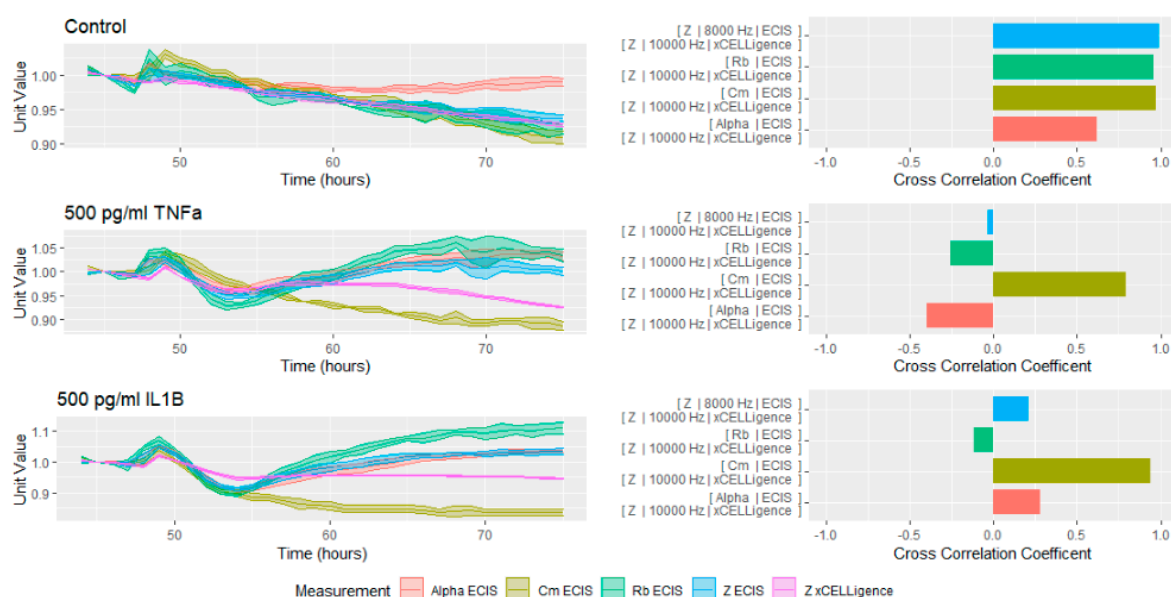 Control
Unit Value
1.00
0.95
0.90
50
60
70
Time (hours)
[ Z | 8000 Hz | ECIS ]
[ Z | 10000 Hz | xCELLigence ]
[ Rb | ECIS ]
[ Z | 10000 Hz | xCELLigence ]
[ Cm | ECIS ]
[ Z | 10000 Hz | xCELLigence ]
[ Alpha | ECIS ]
[ Z | 10000 Hz | xCELLigence ]
-1.0
-0.5
0.0
0.5
1.0
Cross Correlation Coefficent
500 pg/ml TNFa
Unit Value
1.05
1.00
0.95
0.90
50
60
70
Time (hours)
[ Z | 8000 Hz | ECIS ]
[ Z | 10000 Hz | xCELLigence ]
[ Rb | ECIS ]
[ Z | 10000 Hz | xCELLigence ]
[ Cm | ECIS ]
[ Z | 10000 Hz | xCELLigence ]
[ Alpha | ECIS ]
[ Z | 10000 Hz | xCELLigence ]
-1.0
-0.5
0.0
0.5
1.0
Cross Correlation Coefficent
500 pg/ml IL1B
Unit Value
1.1
1.0
0.9
50
60
70
Time (hours)
[ Z | 8000 Hz | ECIS ]
[ Z | 10000 Hz | xCELLigence ]
[ Rb | ECIS ]
[ Z | 10000 Hz | xCELLigence ]
[ Cm | ECIS ]
[ Z | 10000 Hz | xCELLigence ]
[ Alpha | ECIS ]
[ Z | 10000 Hz | xCELLigence ]
-1.0
-0.5
0.0
0.5
1.0
Cross Correlation Coefficent
Measurement Alpha ECIS Cm ECIS Rb ECIS Z ECIS Z xCELLigence